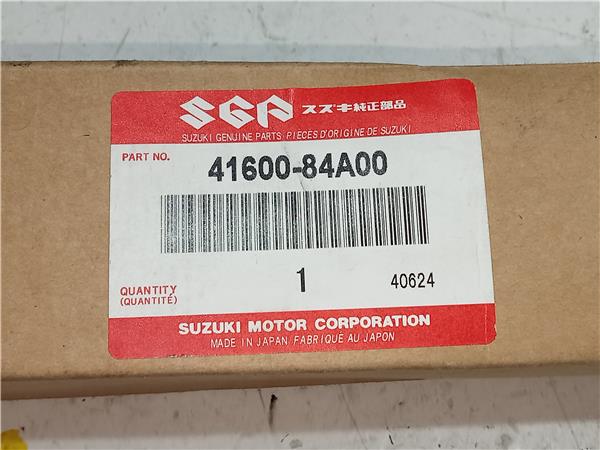 SGP スズキ純正部品
SUZUKI GENUINE PARTS/PIECES D'ORIGINE DE SUZUKI
PART NO. 41600-84A00
QUANTITY 1 40624
(QUANTITÉ)
SUZUKI MOTOR CORPORATION
MADE IN JAPAN FABRIQUÉ AU JAPON